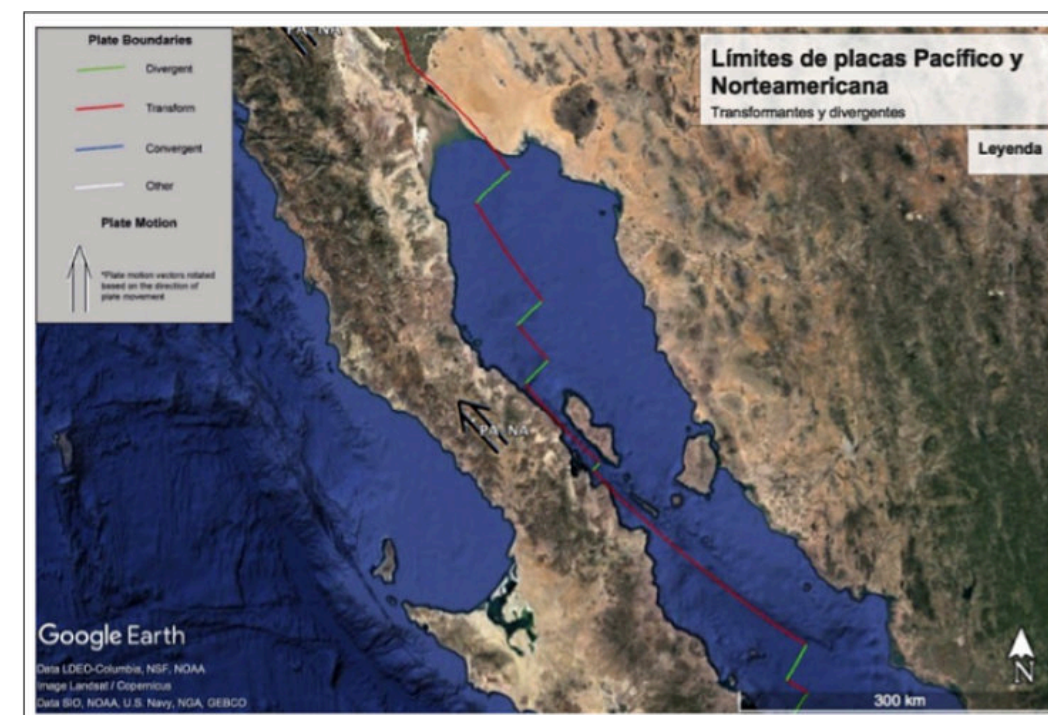 Plate Boundaries
Divergent
Transform
Convergent
Other
Plate Motion
*Plate motion vectors rotated
based on the direction of
plate movement
PA_NA
Límites de placas Pacífico y
Norteamericana
Transformantes y divergentes
Leyenda
PA_NA
Google Earth
Data LDEO-Columbia, NSF, NOAA
Image Landsat / Copernicus
Data SIO, NOAA, U.S. Navy, NGA, GEBCO
N
300 km